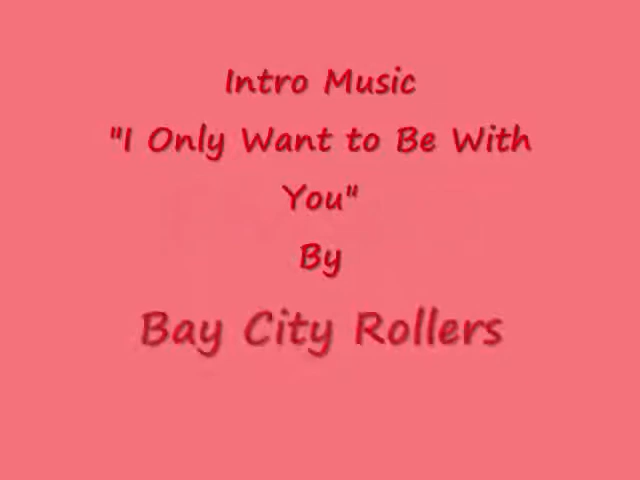 Intro Music
"I Only Want to Be With
You"
By
Bay City Rollers